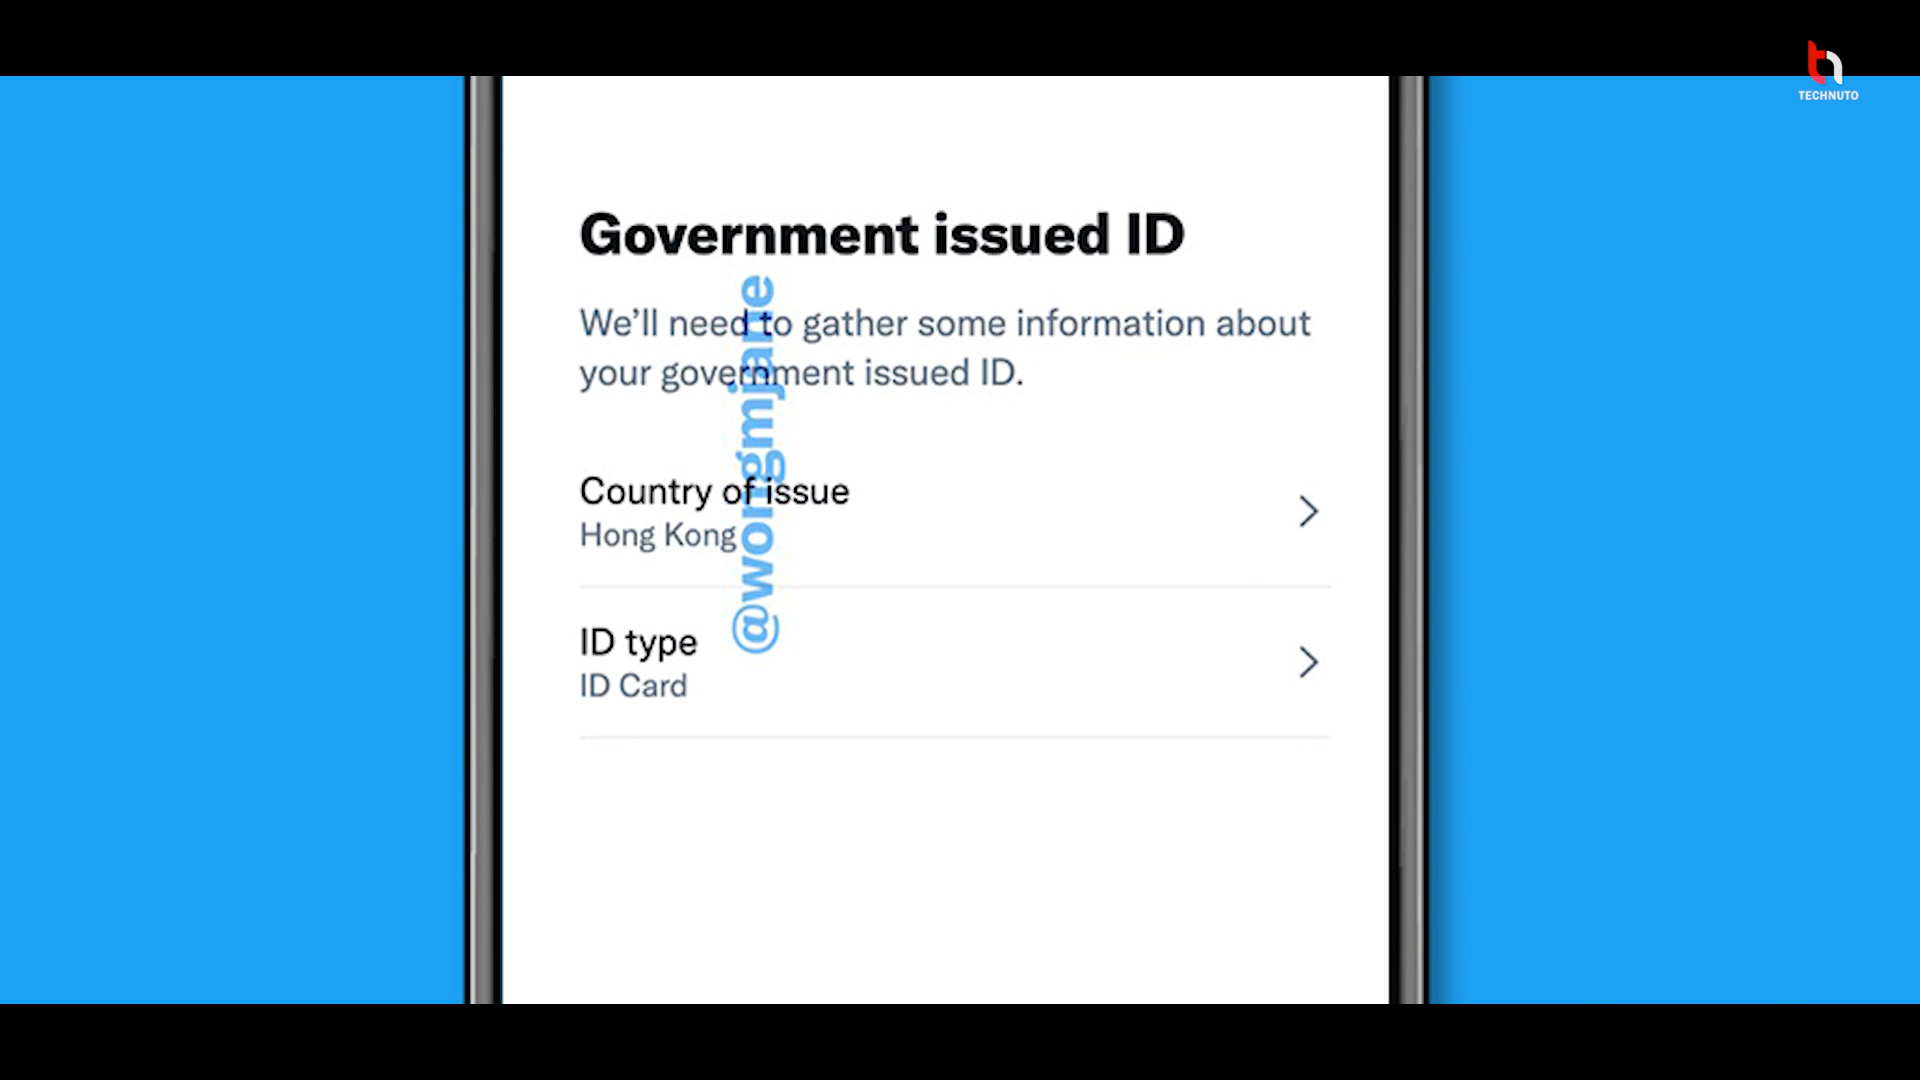 TECHNUTO
Government issued ID
We’ll need to gather some information about
your government issued ID.
@wongmjane
Country of issue
Hong Kong
ID type
ID Card